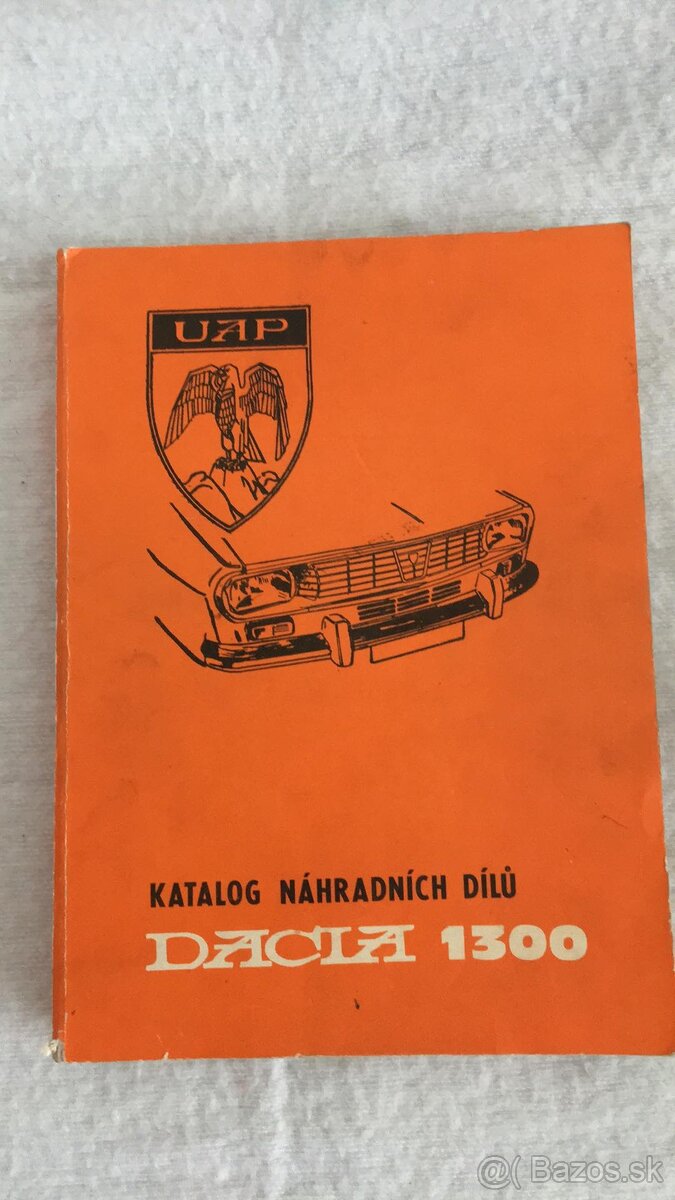 UAP
KATALOG NÁHRADNÍCH DÍLŮ
DACIA 1300
@( Bazos.sk